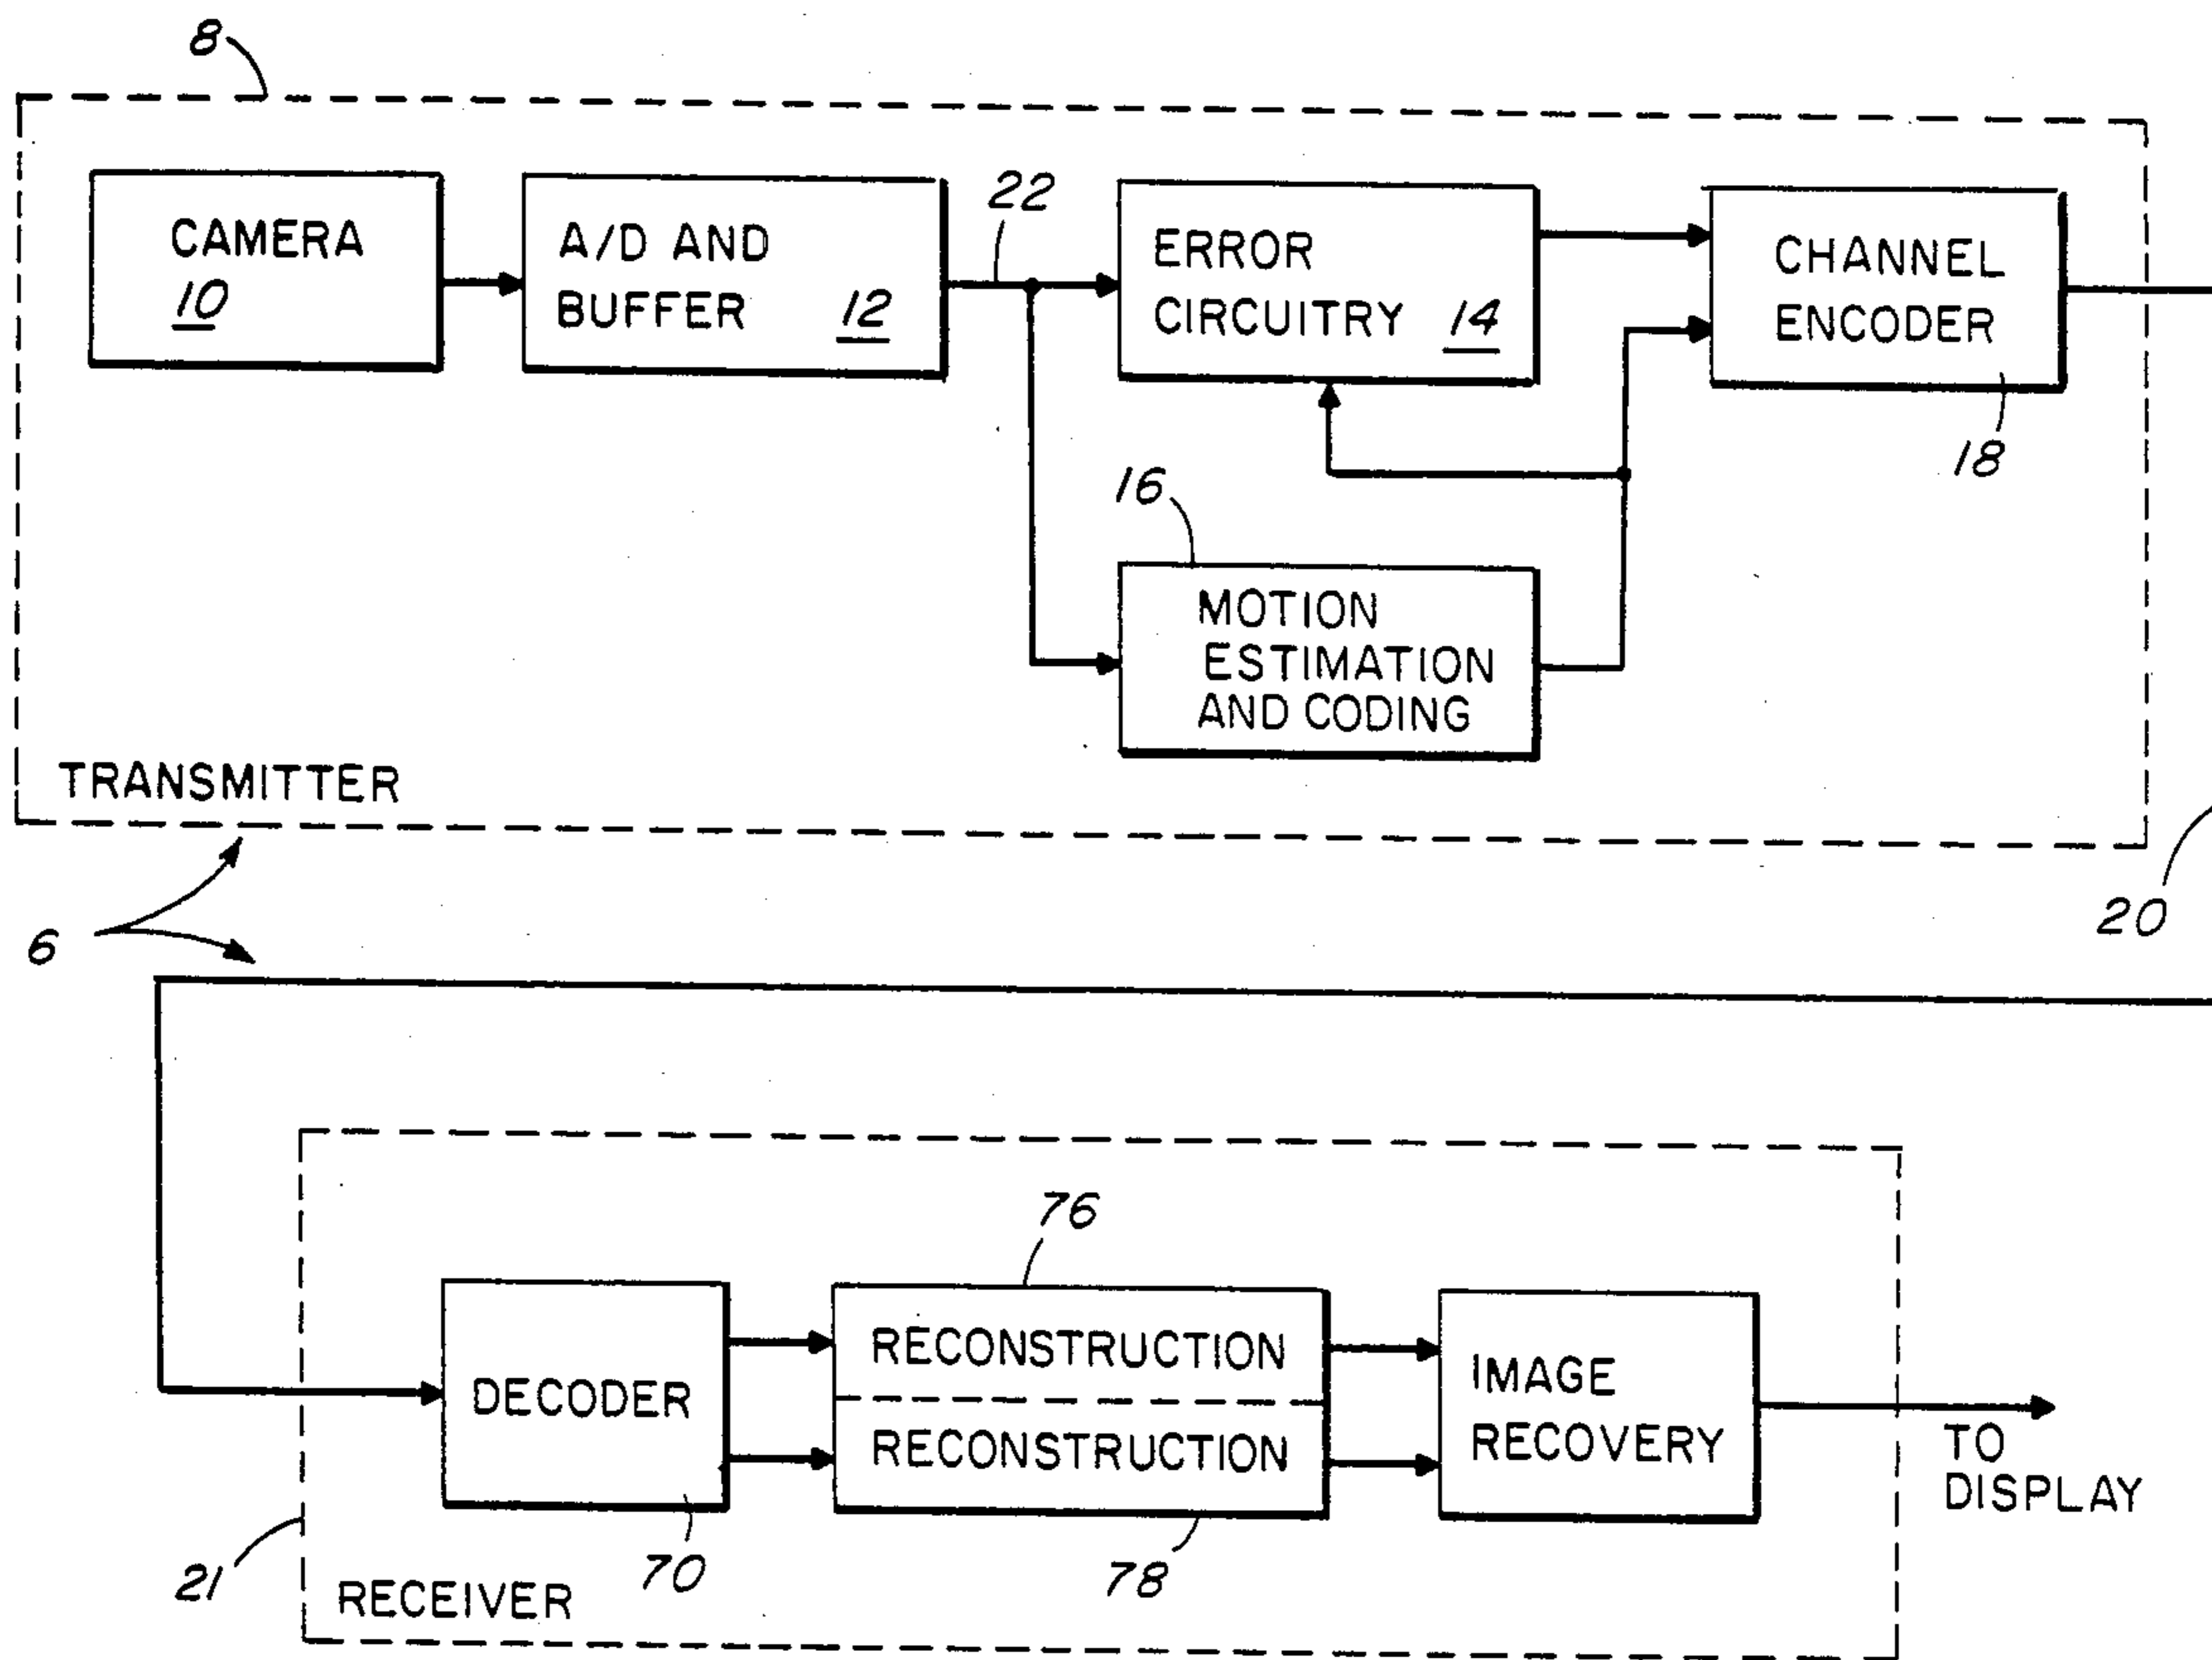 8
CAMERA
10
A/D AND
BUFFER 12
22
ERROR
CIRCUITRY 14
CHANNEL
ENCODER
18
16
MOTION
ESTIMATION
AND CODING
TRANSMITTER
6
20
76
DECODER
70
RECONSTRUCTION
RECONSTRUCTION
78
IMAGE
RECOVERY
TO
DISPLAY
21
RECEIVER